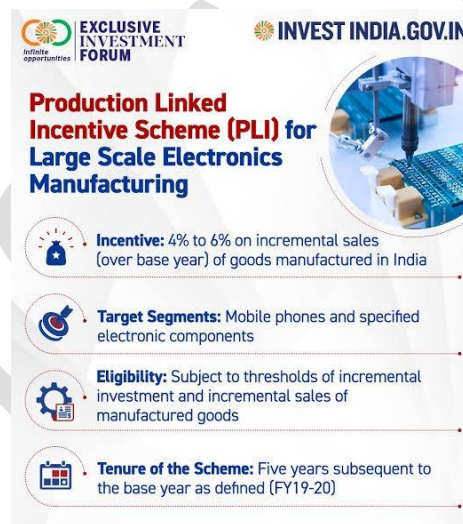 EXCLUSIVE
INVESTMENT
FORUM
Infinite
opportunities
INVEST INDIA.GOV.IN
Production Linked
Incentive Scheme (PLI) for
Large Scale Electronics
Manufacturing
Incentive: 4% to 6% on incremental sales
(over base year) of goods manufactured in India
Target Segments: Mobile phones and specified
electronic components
Eligibility: Subject to thresholds of incremental
investment and incremental sales of
manufactured goods
Tenure of the Scheme: Five years subsequent to
the base year as defined (FY19-20)